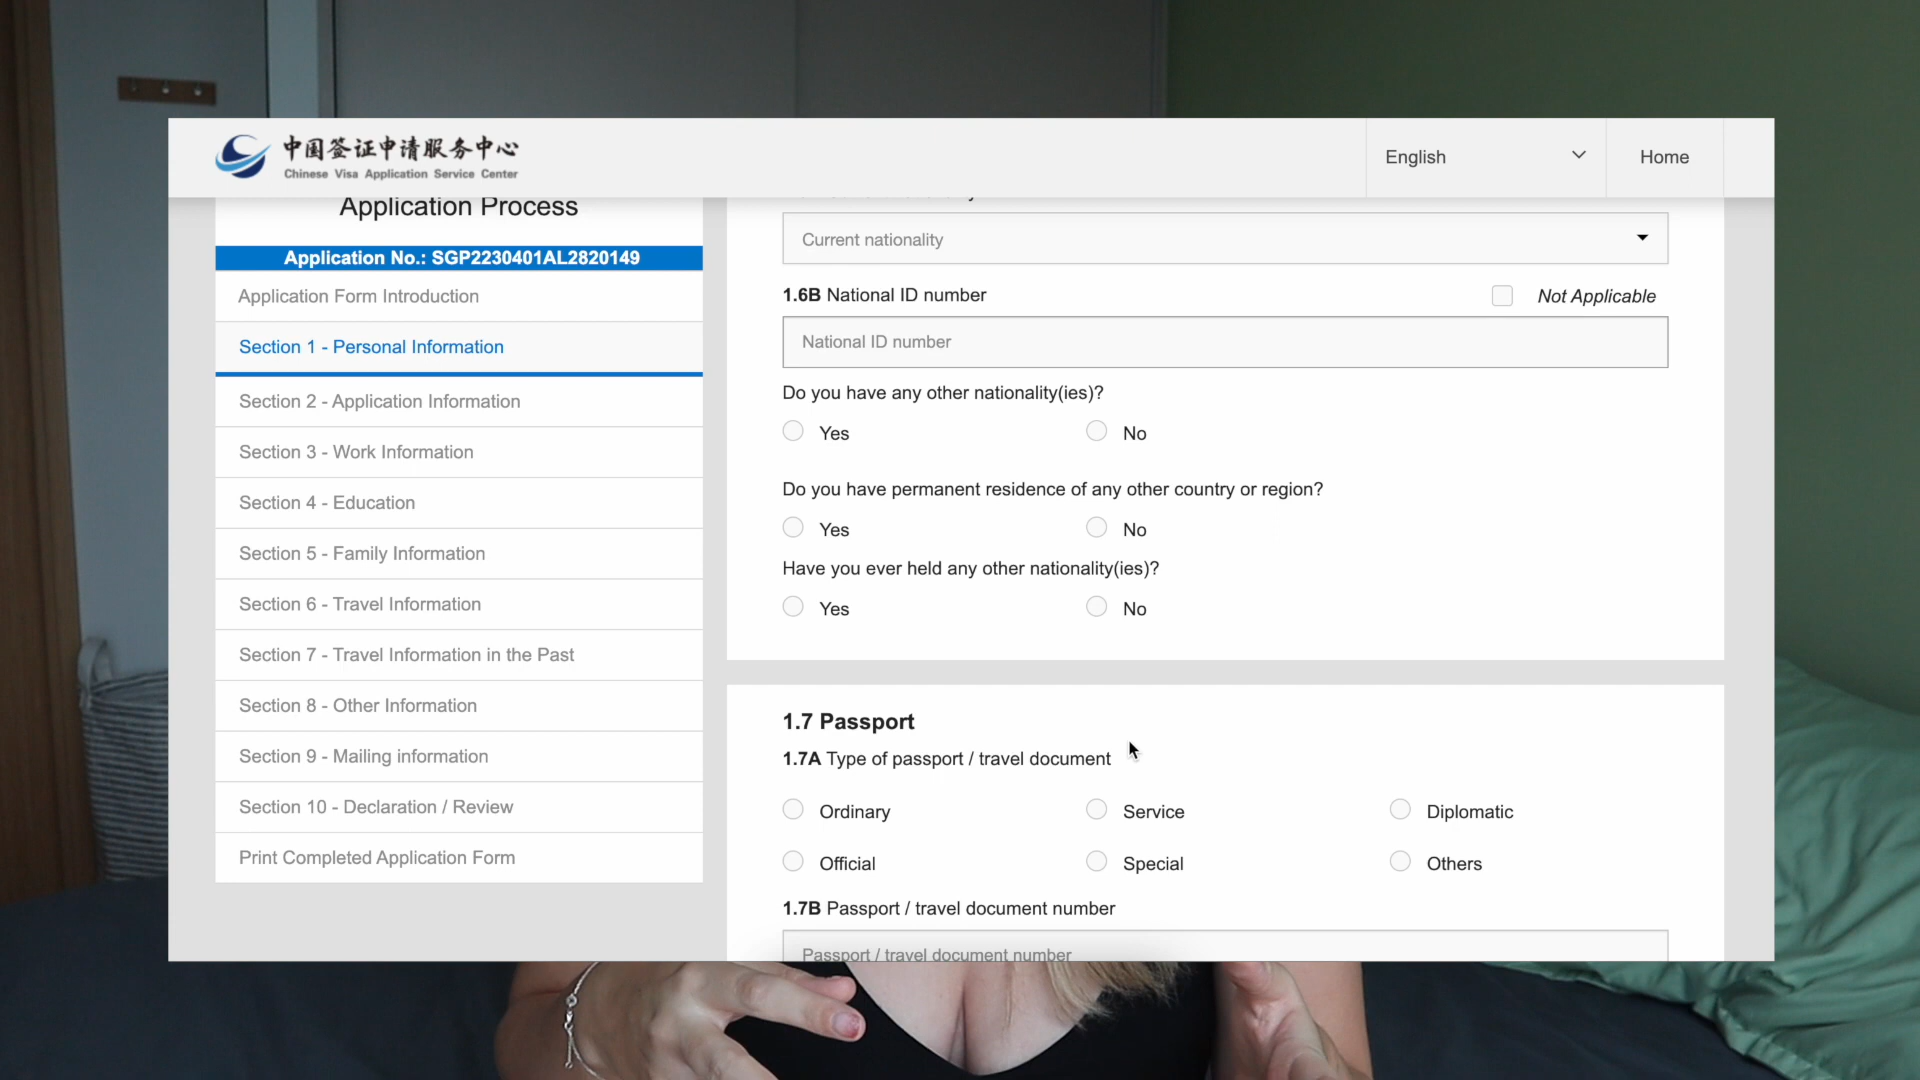 中国签证申请服务中心
Chinese Visa Application Service Center
English
Home
Application Process
Application No.: SGP2230401AL2820149
Application Form Introduction
Section 1 - Personal Information
Section 2 - Application Information
Section 3 - Work Information
Section 4 - Education
Section 5 - Family Information
Section 6 - Travel Information
Section 7 - Travel Information in the Past
Section 8 - Other Information
Section 9 - Mailing information
Section 10 - Declaration / Review
Print Completed Application Form
Current nationality
1.6B National ID number
Not Applicable
National ID number
Do you have any other nationality(ies)?
Yes No
Do you have permanent residence of any other country or region?
Yes No
Have you ever held any other nationality(ies)?
Yes No
1.7 Passport
1.7A Type of passport / travel document
Ordinary Service Diplomatic
Official Special Others
1.7B Passport / travel document number
Passport / travel document number